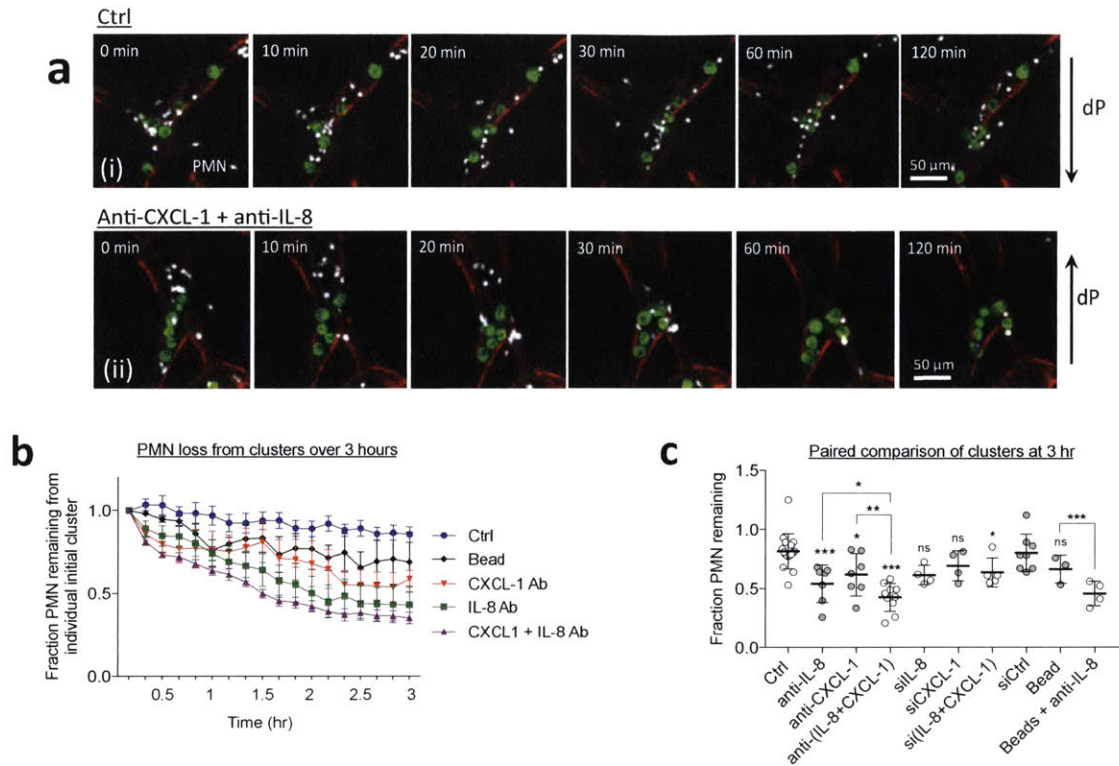 Ctrl
a
0 min
10 min
20 min
30 min
60 min
120 min
(i)
PMN
50 μm
dP
Anti-CXCL-1 + anti-IL-8
0 min
10 min
20 min
30 min
60 min
120 min
(ii)
50 μm
dP
b
PMN loss from clusters over 3 hours
Fraction PMN remaining from
individual initial cluster
1.0
0.5
0.0
0.5
1
1.5
2
2.5
3
Time (hr)
Ctrl
Bead
CXCL-1 Ab
IL-8 Ab
CXCL1 + IL-8 Ab
c
Paired comparison of clusters at 3 hr
Fraction PMN remaining
1.5
1.0
0.5
0.0
*
**
***
***
*
***
ns
ns
*
ns
Ctrl
anti-IL-8
anti-CXCL-1
anti-(IL-8+CXCL-1)
siIL-8
siCXCL-1
si(IL-8+CXCL-1)
siCtrl
Bead
Beads + anti-IL-8